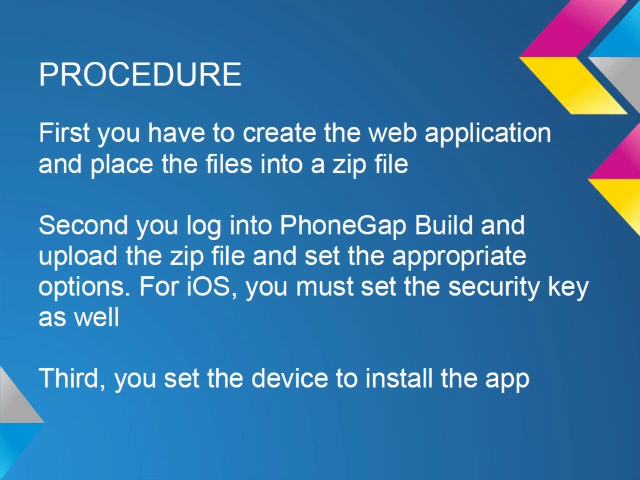 PROCEDURE
First you have to create the web application
and place the files into a zip file
Second you log into PhoneGap Build and
upload the zip file and set the appropriate
options. For iOS, you must set the security key
as well
Third, you set the device to install the app